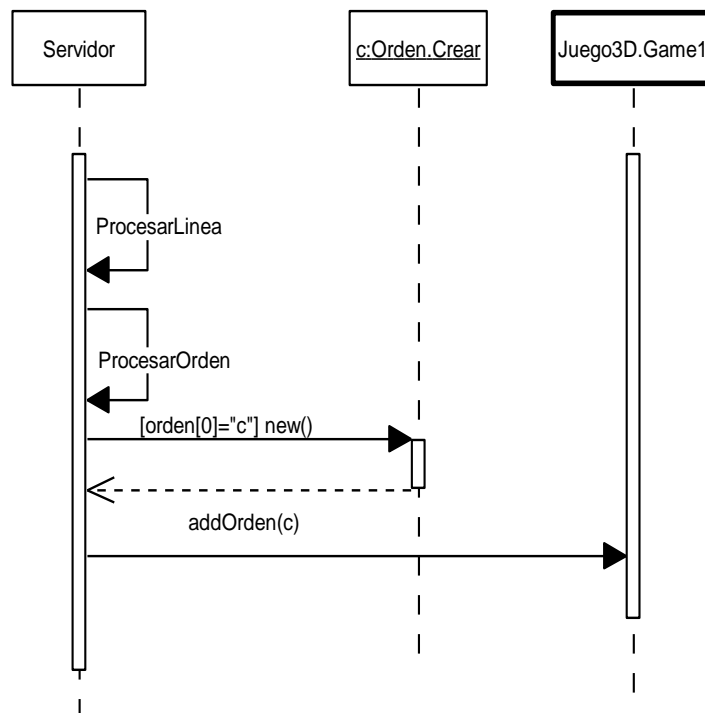 Servidor
c:Orden.Crear
Juego3D.Game1
ProcesarLinea
ProcesarOrden
[orden[0]="c"] new()
addOrden(c)